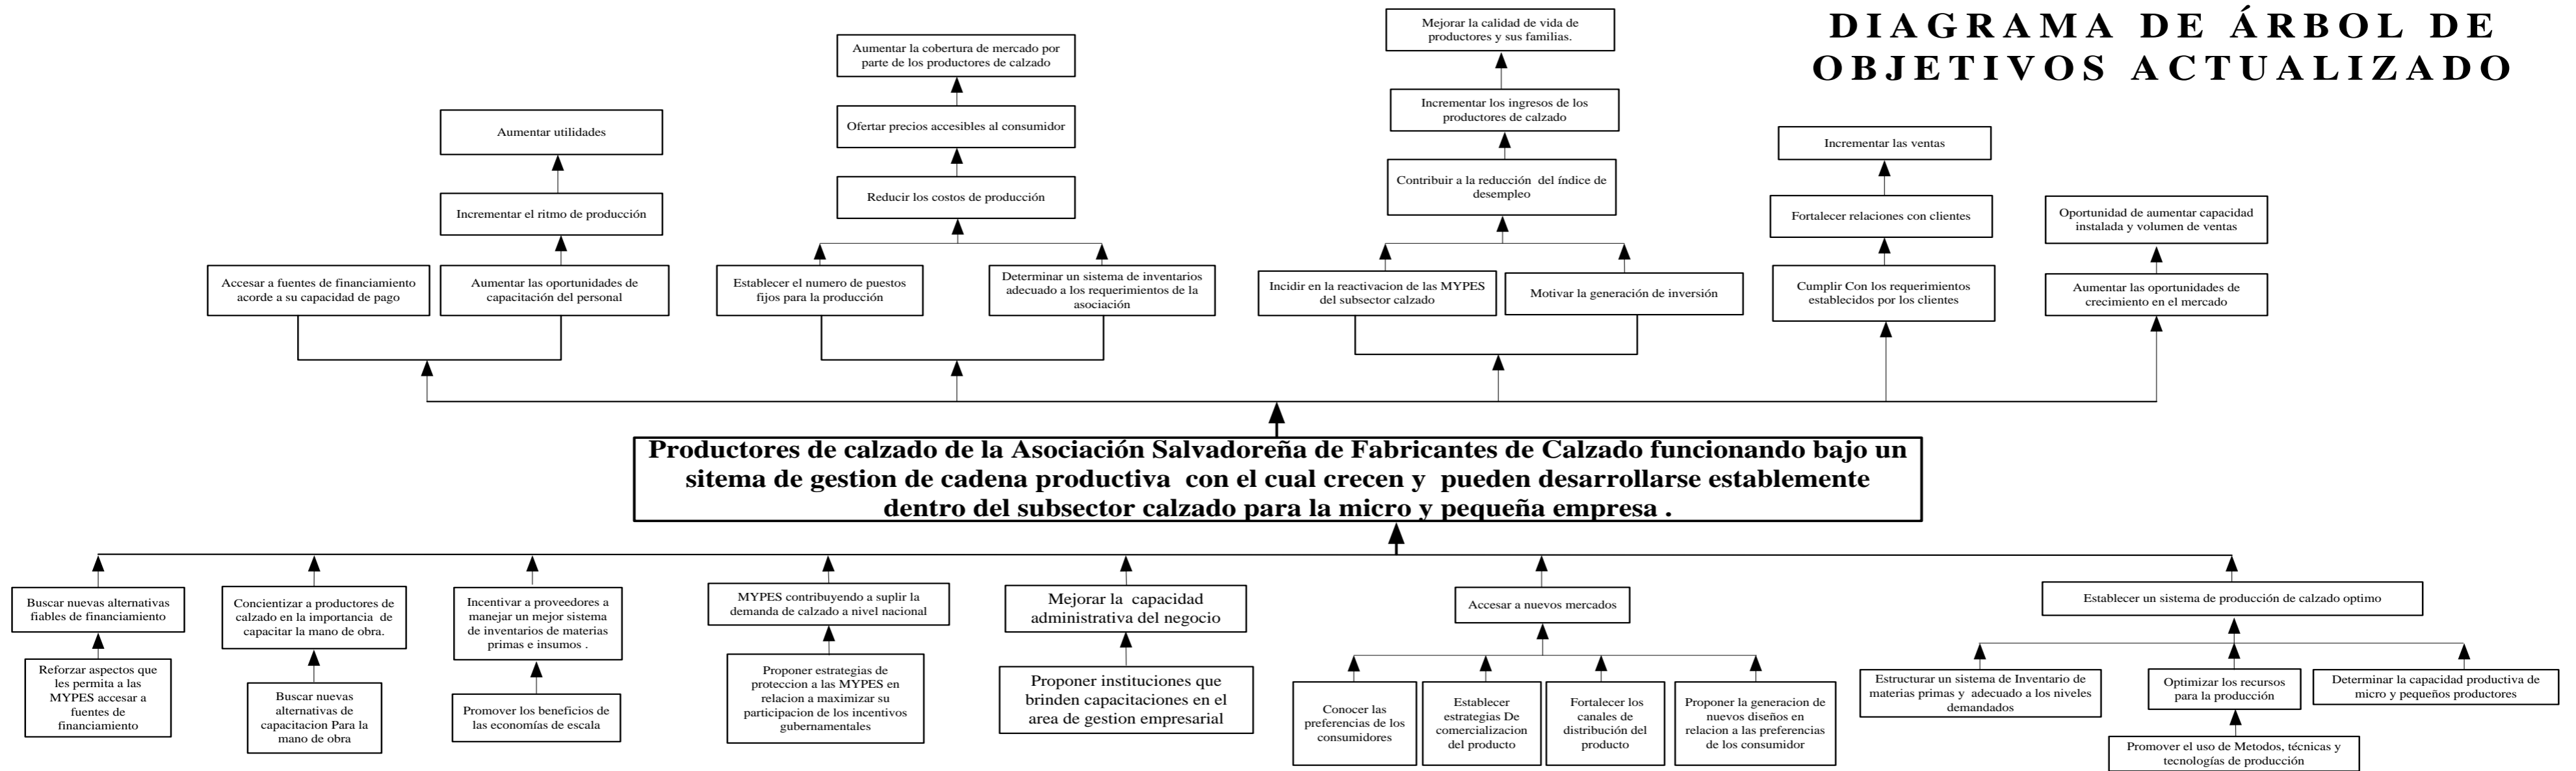 DIAGRAMA DE ÁRBOL DE
OBJETIVOS ACTUALIZADO
Aumentar utilidades
Incrementar el ritmo de producción
Accesar a fuentes de financiamiento
acorde a su capacidad de pago
Aumentar las oportunidades de
capacitación del personal
Aumentar la cobertura de mercado por
parte de los productores de calzado
Ofertar precios accesibles al consumidor
Reducir los costos de producción
Establecer el numero de puestos
fijos para la producción
Determinar un sistema de inventarios
adecuado a los requerimientos de la
asociación
Mejorar la calidad de vida de
productores y sus familias.
Incrementar los ingresos de los
productores de calzado
Contribuir a la reducción del índice de
desempleo
Incidir en la reactivacion de las MYPES
del subsector calzado
Motivar la generación de inversión
Incrementar las ventas
Fortalecer relaciones con clientes
Cumplir Con los requerimientos
establecidos por los clientes
Oportunidad de aumentar capacidad
instalada y volumen de ventas
Aumentar las oportunidades de
crecimiento en el mercado
Productores de calzado de la Asociación Salvadoreña de Fabricantes de Calzado funcionando bajo un
sitema de gestion de cadena productiva con el cual crecen y pueden desarrollarse establemente
dentro del subsector calzado para la micro y pequeña empresa .
Buscar nuevas alternativas
fiables de financiamiento
Reforzar aspectos que
les permita a las
MYPES accesar a
fuentes de
financiamiento
Concientizar a productores de
calzado en la importancia de
capacitar la mano de obra.
Buscar nuevas
alternativas de
capacitacion Para la
mano de obra
Incentivar a proveedores a
manejar un mejor sistema
de inventarios de materias
primas e insumos .
Promover los beneficios de
las economías de escala
MYPES contribuyendo a suplir la
demanda de calzado a nivel nacional
Proponer estrategias de
proteccion a las MYPES en
relacion a maximizar su
participacion de los incentivos
gubernamentales
Mejorar la capacidad
administrativa del negocio
Proponer instituciones que
brinden capacitaciones en el
area de gestion empresarial
Accesar a nuevos mercados
Conocer las
preferencias de los
consumidores
Establecer
estrategias De
comercializacion
del producto
Fortalecer los
canales de
distribución del
producto
Proponer la generacion de
nuevos diseños en
relacion a las preferencias
de los consumidor
Establecer un sistema de producción de calzado optimo
Estructurar un sistema de Inventario de
materias primas y adecuado a los niveles
demandados
Optimizar los recursos
para la producción
Determinar la capacidad productiva de
micro y pequeños productores
Promover el uso de Metodos, técnicas y
tecnologías de producción